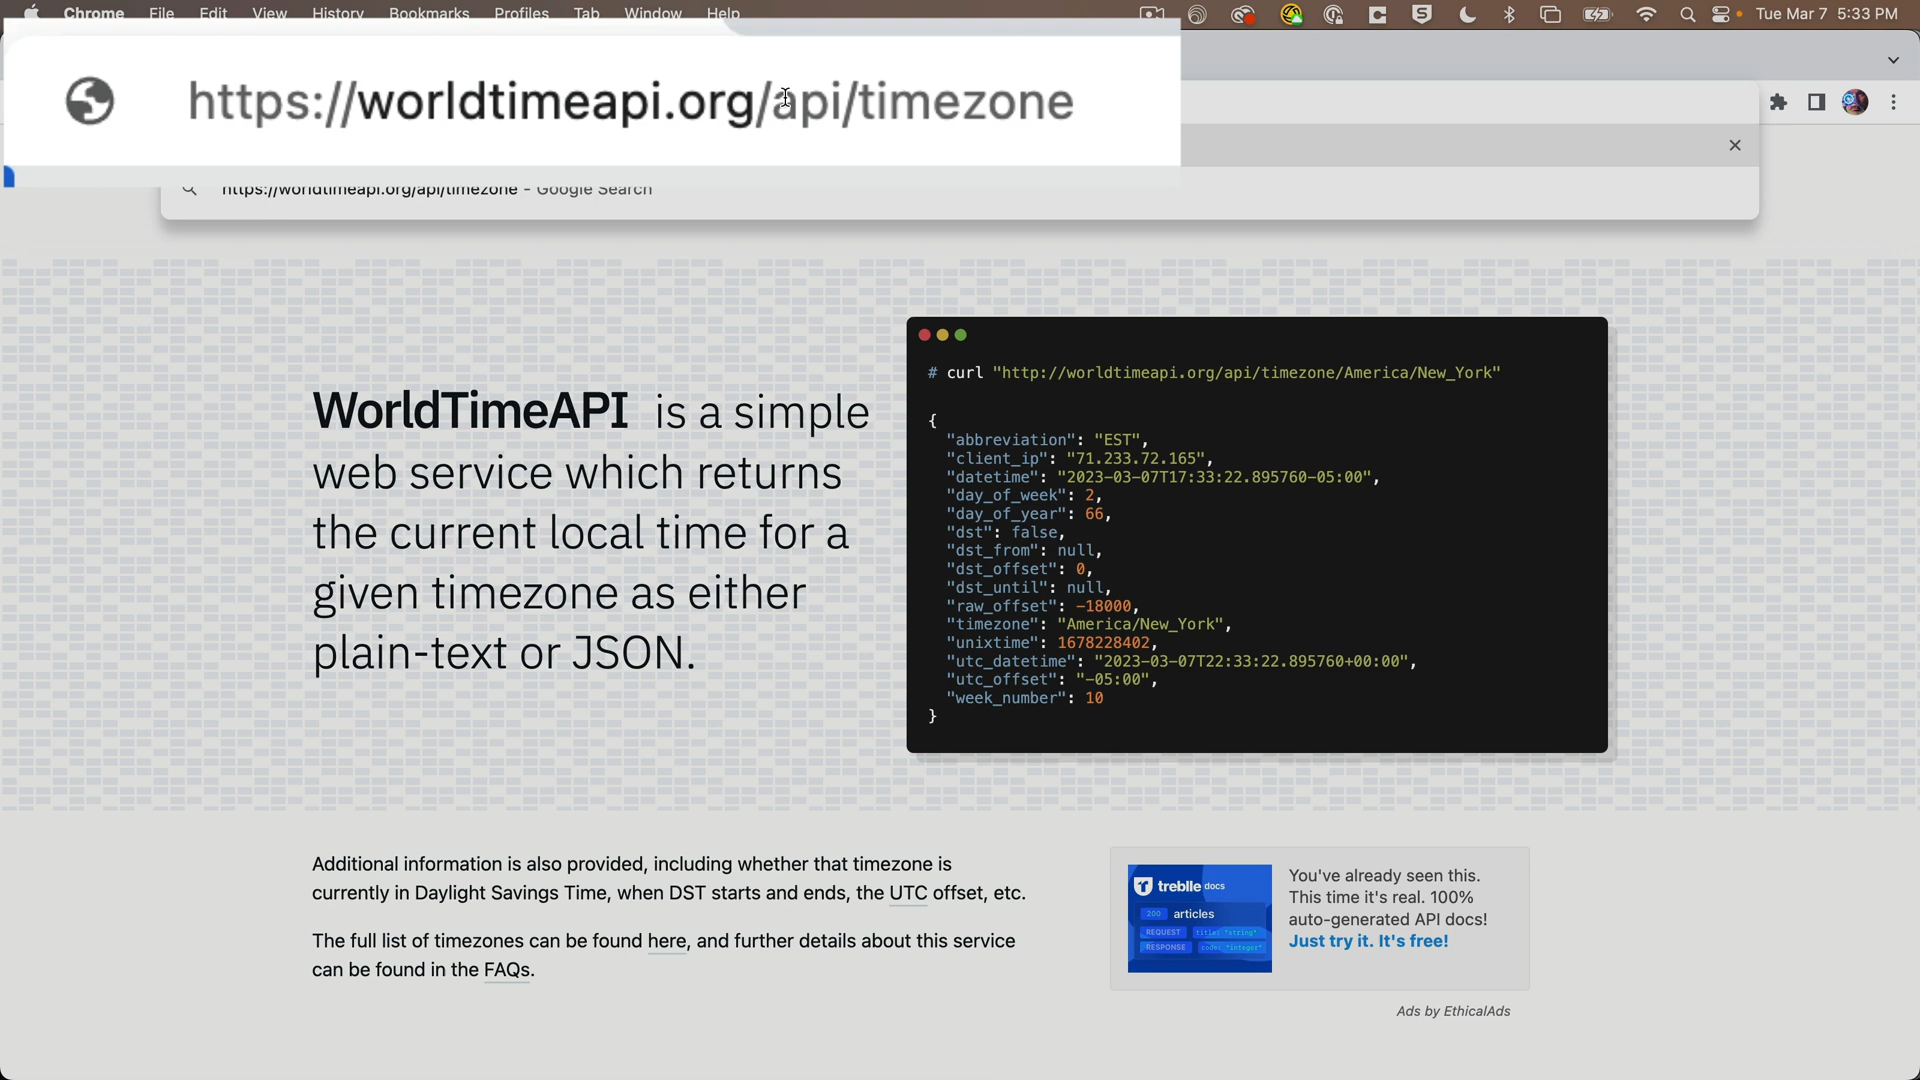 Chrome File Edit View History Bookmarks Profiles Tab Window Help Tue Mar 7 5:33 PM
https://worldtimeapi.org/api/timezone
https://worldtimeapi.org/api/timezone - Google Search
WorldTimeAPI is a simple
web service which returns
the current local time for a
given timezone as either
plain-text or JSON.
# curl "http://worldtimeapi.org/api/timezone/America/New_York"
{
"abbreviation": "EST",
"client_ip": "71.233.72.165",
"datetime": "2023-03-07T17:33:22.895760-05:00",
"day_of_week": 2,
"day_of_year": 66,
"dst": false,
"dst_from": null,
"dst_offset": 0,
"dst_until": null,
"raw_offset": -18000,
"timezone": "America/New_York",
"unixtime": 1678228402,
"utc_datetime": "2023-03-07T22:33:22.895760+00:00",
"utc_offset": "-05:00",
"week_number": 10
}
Additional information is also provided, including whether that timezone is
currently in Daylight Savings Time, when DST starts and ends, the UTC offset, etc.
The full list of timezones can be found here, and further details about this service
can be found in the FAQs.
treblle docs
200 articles
REQUEST title: "string"
RESPONSE code: "integer"
You've already seen this.
This time it's real. 100%
auto-generated API docs!
Just try it. It's free!
Ads by EthicalAds